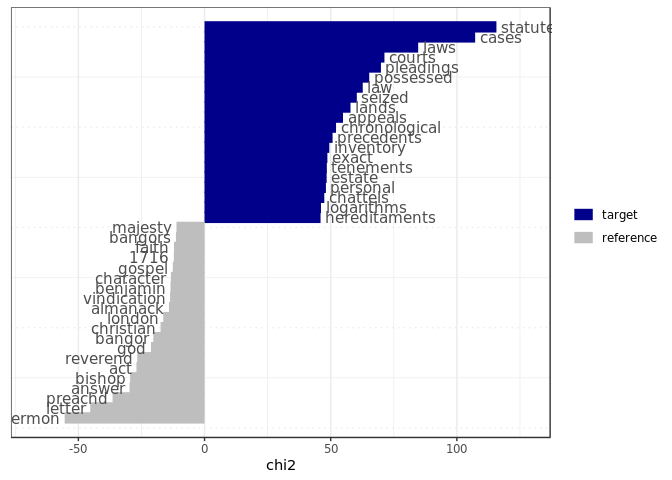 statute
cases
laws
courts
pleadings
possessed
law
seized
lands
appeals
chronological
precedents
inventory
exact
tenements
estate
personal
chattels
logarithms
hereditaments
majesty
bangors
faith
1716
gospel
character
benjamin
vindication
almanack
london
christian
bangor
god
reverend
act
bishop
answer
preachd
letter
ermon
target
reference
-50 0 50 100
chi2